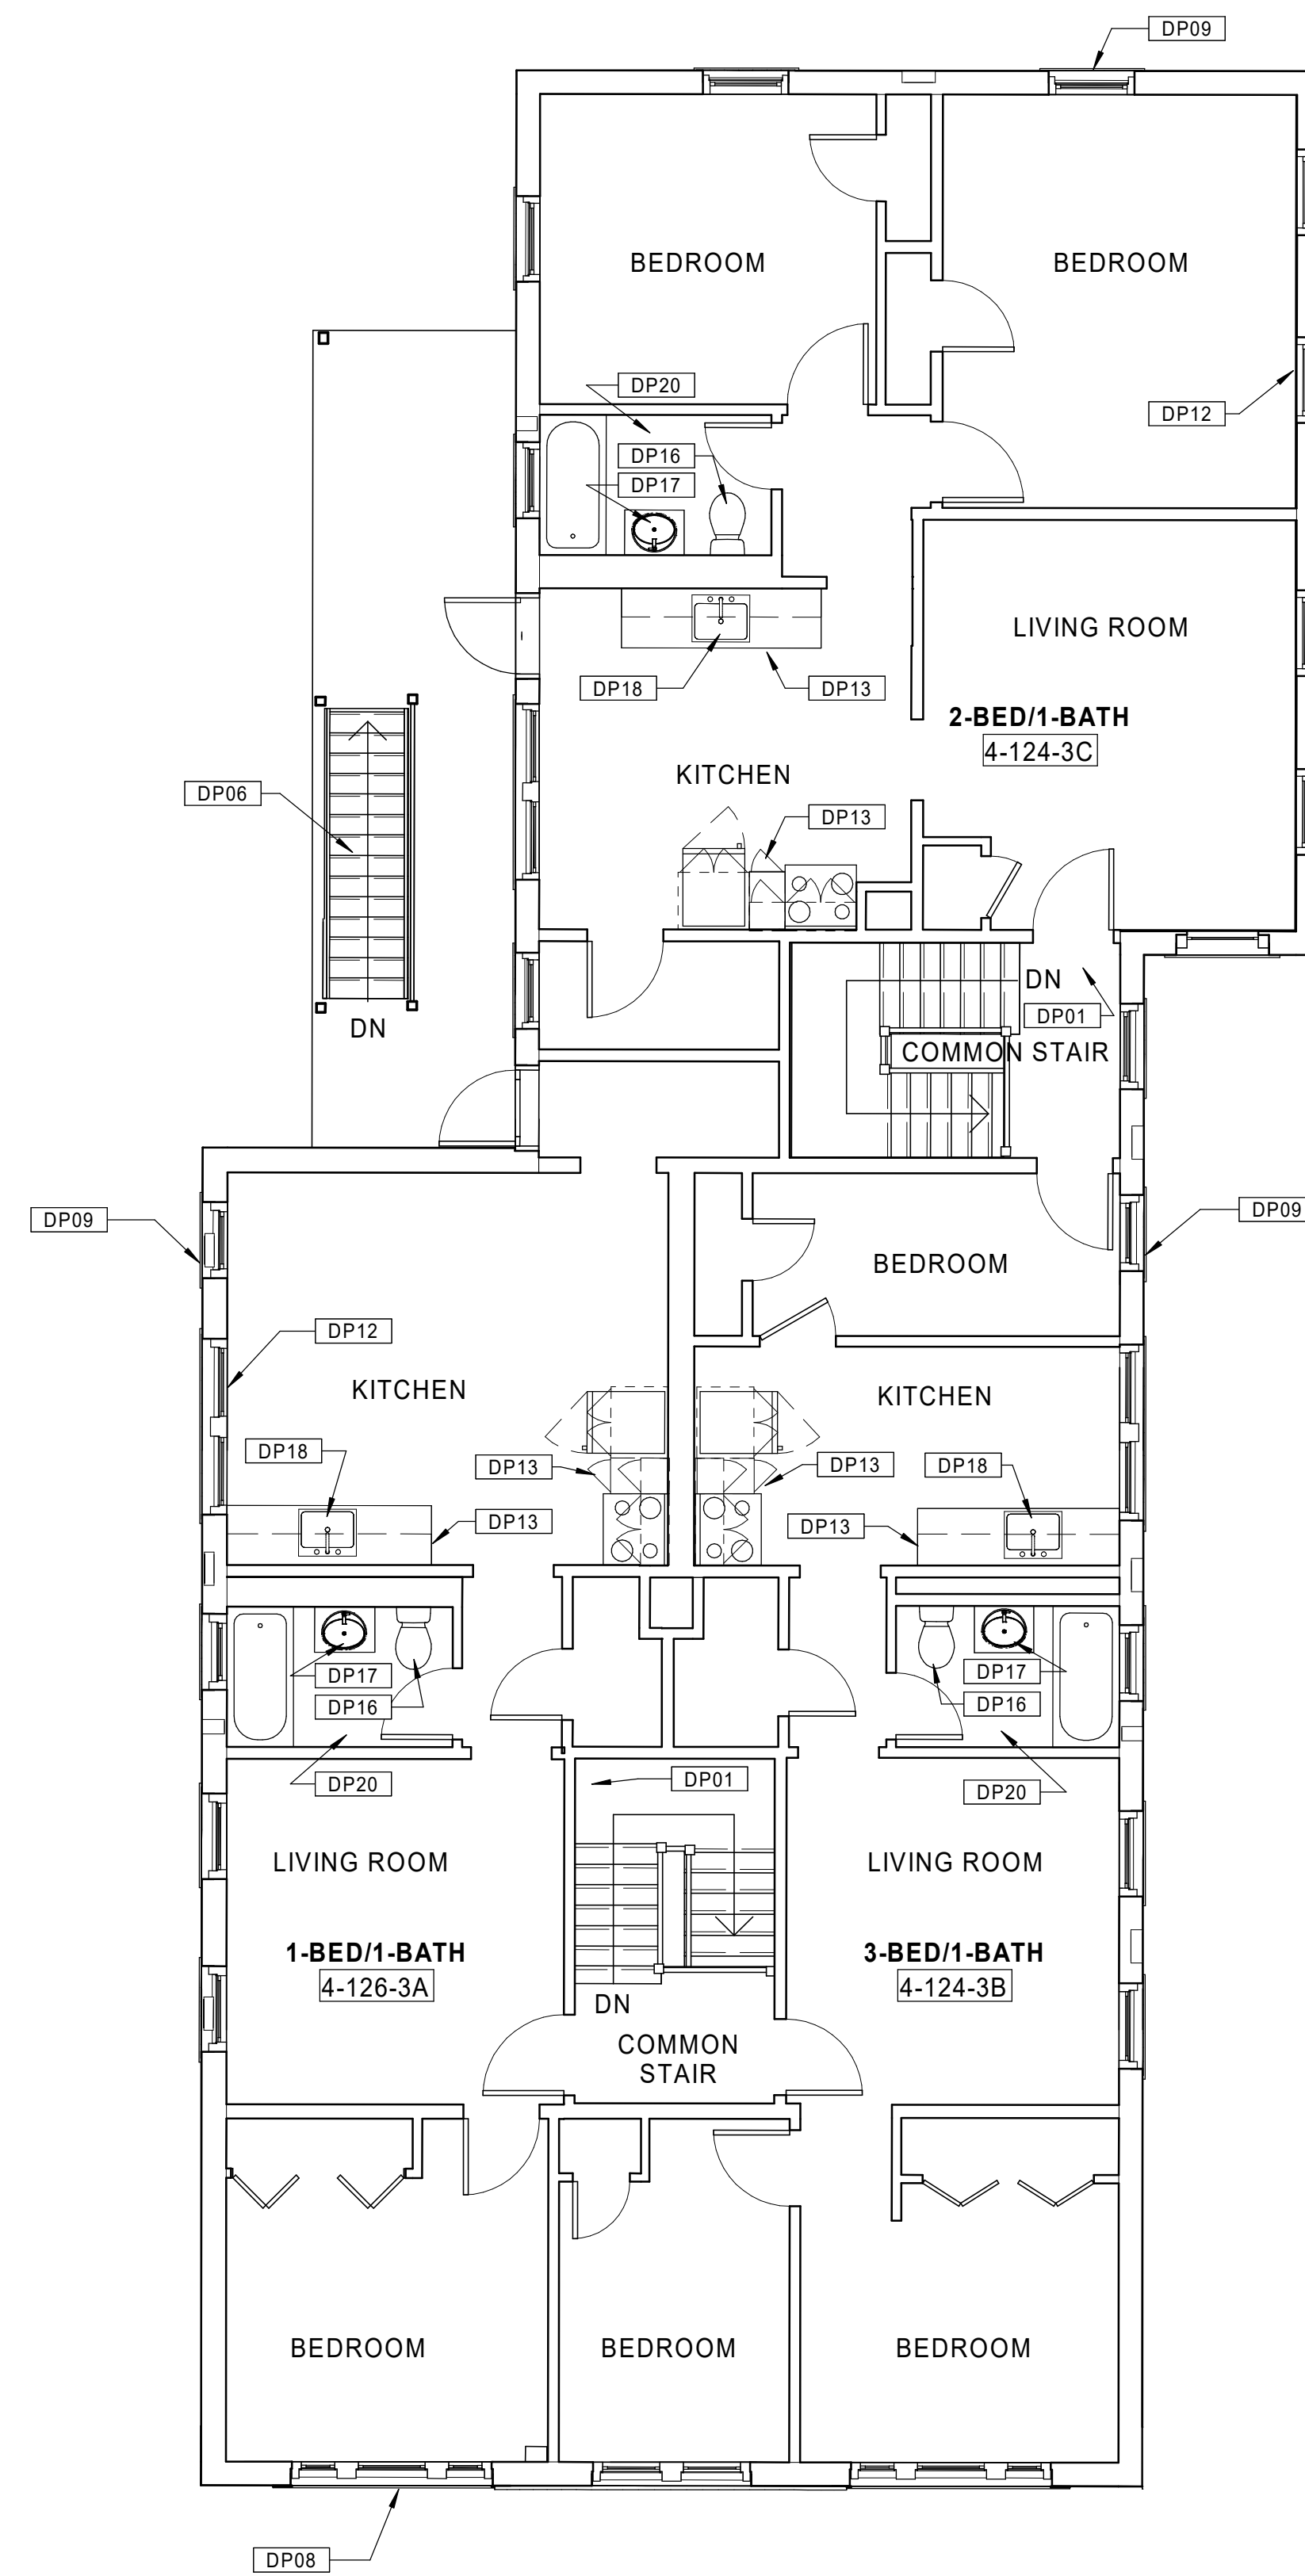 DP09
BEDROOM
BEDROOM
DP20
DP12
DP16
DP17
LIVING ROOM
DP18
DP13
2-BED/1-BATH
4-124-3C
KITCHEN
DP06
DP13
DN
DP01
DN
COMMON STAIR
DP09
DP09
BEDROOM
DP12
KITCHEN
KITCHEN
DP18
DP13
DP13
DP18
DP13
DP13
DP17
DP17
DP16
DP16
DP20
DP01
DP20
LIVING ROOM
LIVING ROOM
1-BED/1-BATH
4-126-3A
3-BED/1-BATH
4-124-3B
DN
COMMON
STAIR
BEDROOM
BEDROOM
BEDROOM
DP08